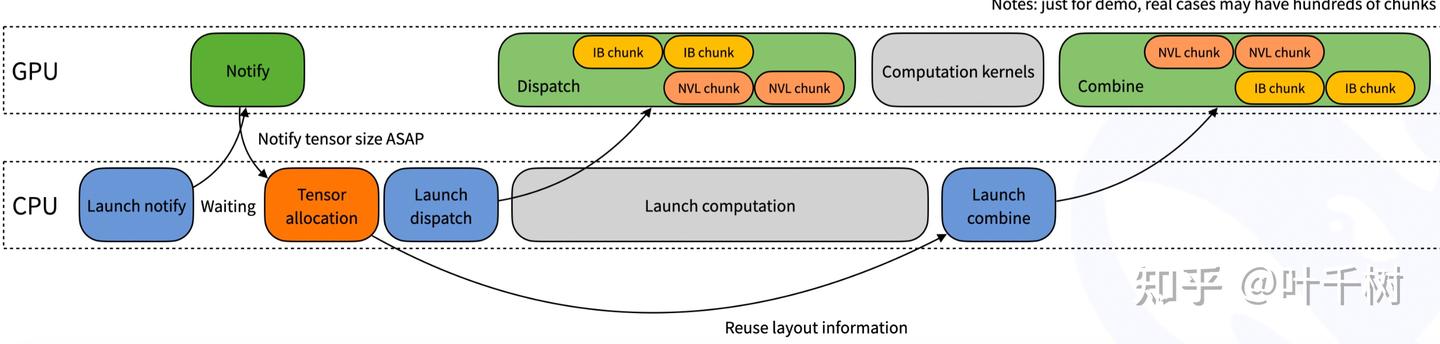 Notes: just for demo, real cases may have hundreds of chunks
GPU
Notify
Dispatch
IB chunk
IB chunk
NVL chunk
NVL chunk
Computation kernels
Combine
NVL chunk
NVL chunk
IB chunk
IB chunk
Notify tensor size ASAP
CPU
Launch notify
Waiting
Tensor
allocation
Launch
dispatch
Launch computation
Launch
combine
Reuse layout information
知乎 @叶千树